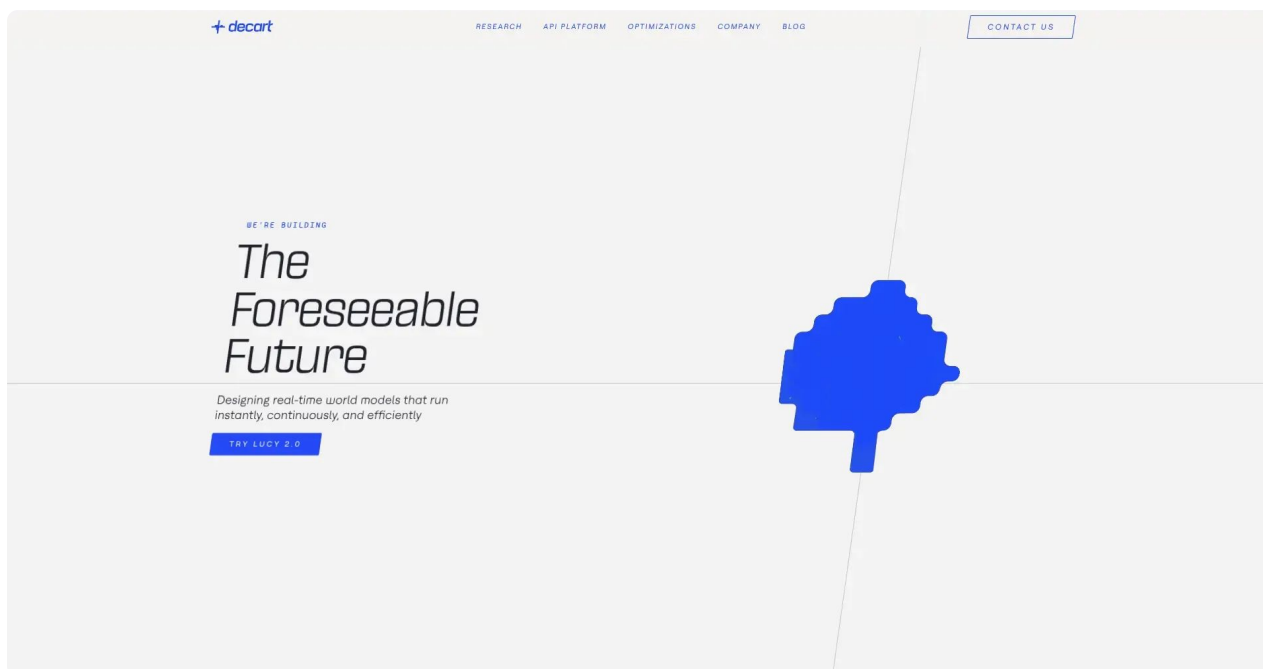 decart
RESEARCH
API PLATFORM
OPTIMIZATIONS
COMPANY
BLOG
CONTACT US
WE'RE BUILDING
The
Foreseeable
Future
Designing real-time world models that run
instantly, continuously, and efficiently
TRY LUCY 2.0